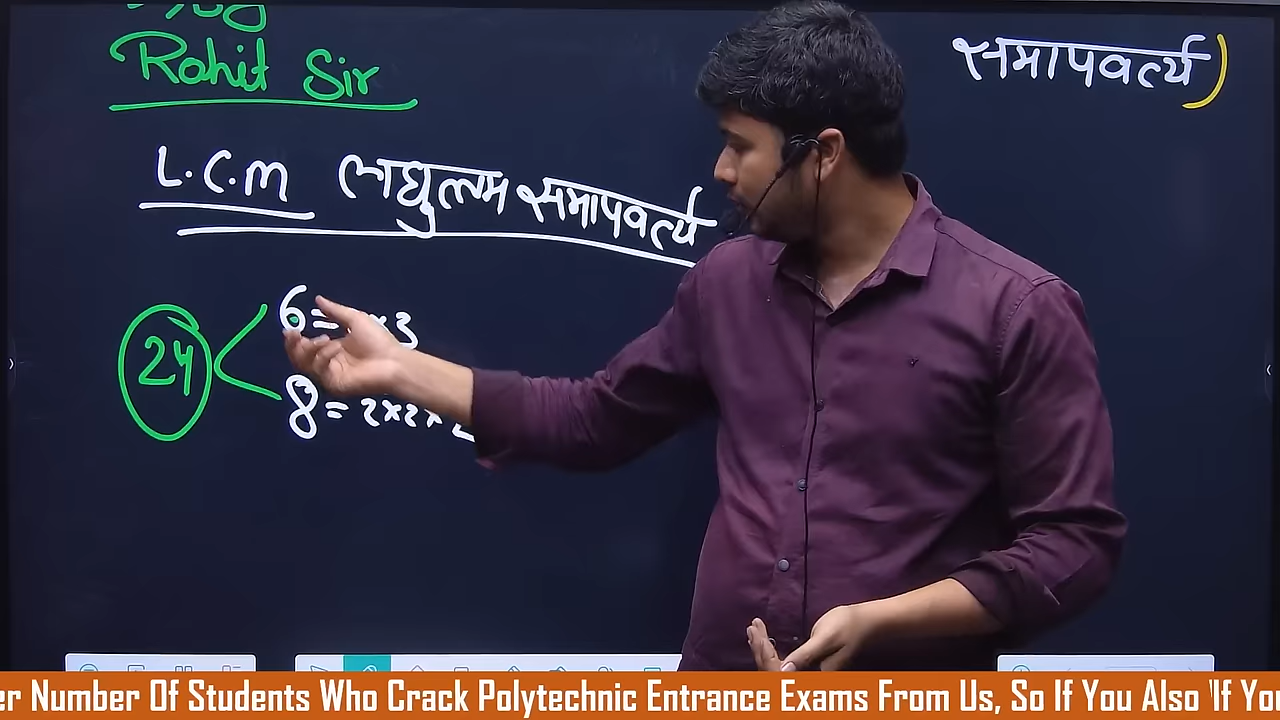 Rohit Sir
समापवर्त्य)
L.C.M लघुत्तम समापवर्त्य
24
6 = ×3
8 = 2×2×2
er Number Of Students Who Crack Polytechnic Entrance Exams From Us, So If You Also 'If You